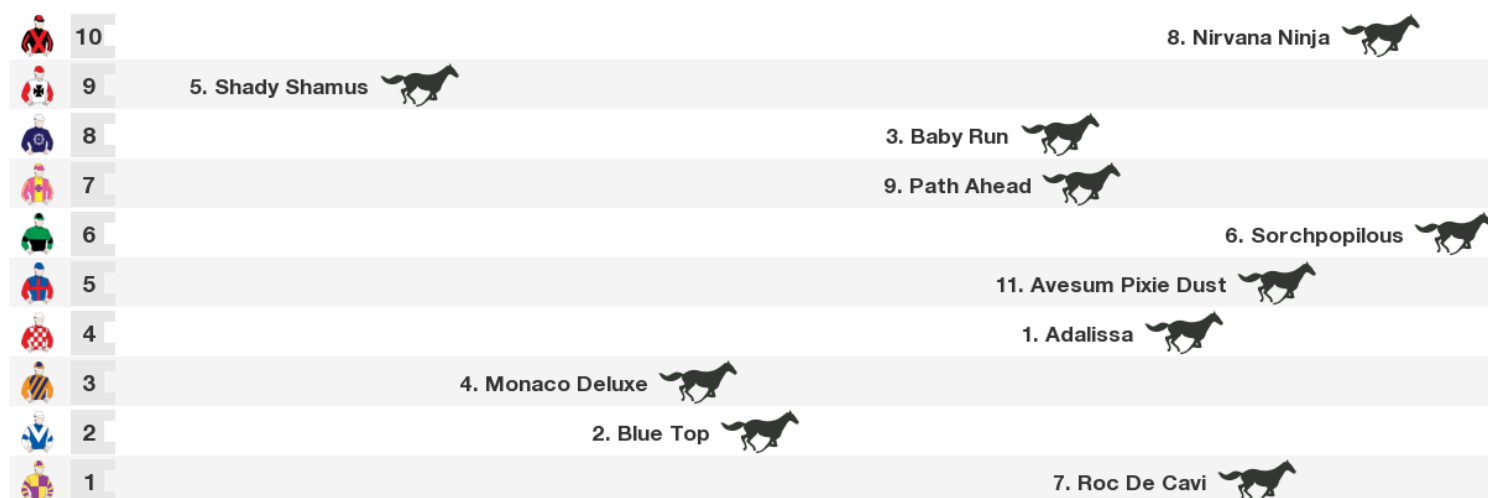 10 8. Nirvana Ninja
9 5. Shady Shamus
8 3. Baby Run
7 9. Path Ahead
6 6. Sorchpopilous
5 11. Avesum Pixie Dust
4 1. Adalissa
3 4. Monaco Deluxe
2 2. Blue Top
1 7. Roc De Cavi